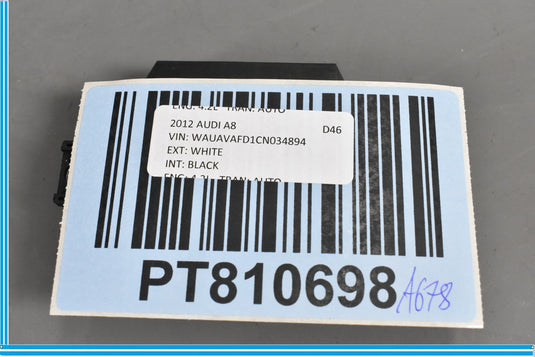 ENG: 4.2L TRAN: AUTO
2012 AUDI A8 D46
VIN: WAUAVAFD1CN034894
EXT: WHITE
INT: BLACK
ENG: 4.2L TRAN: AUTO
PT810698 A678